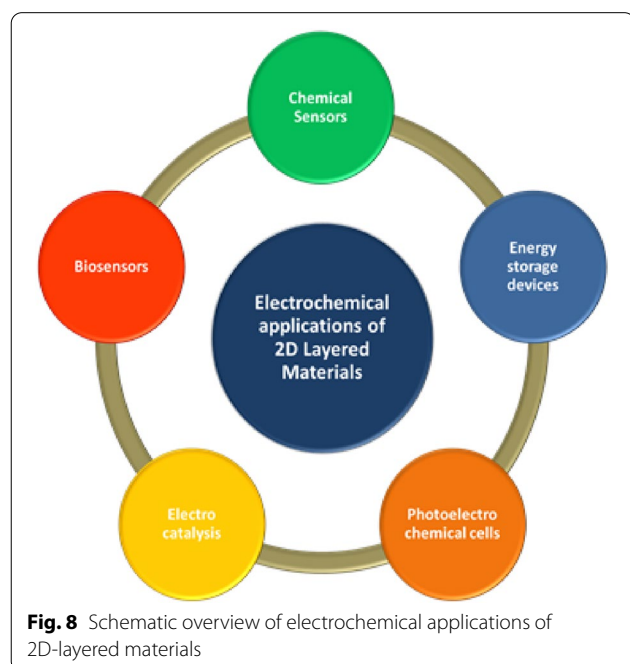 Chemical
Sensors
Energy
storage
devices
Biosensors
Electrochemical
applications of
2D Layered
Materials
Electro
catalysis
Photoelectro
chemical cells
Fig. 8 Schematic overview of electrochemical applications of
2D-layered materials